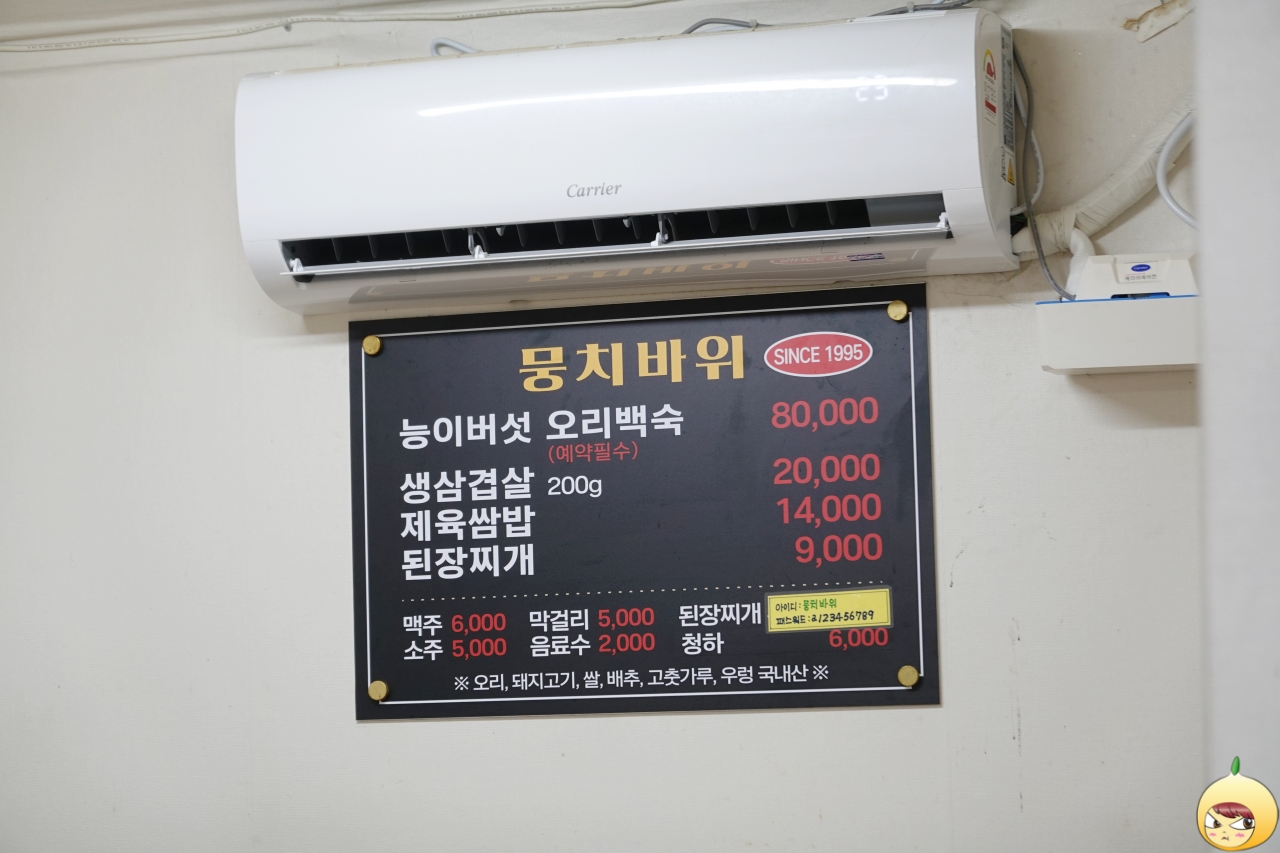 Carrier
Carrier
뭉치바위 SINCE 1995
능이버섯 오리백숙 80,000
(예약필수)
생삼겹살 200g 20,000
제육쌈밥 14,000
된장찌개 9,000
맥주 6,000 막걸리 5,000 된장찌개
아이디 : 뭉치바위
패스워드 : a123456789
소주 5,000 음료수 2,000 청하 6,000
※ 오리, 돼지고기, 쌀, 배추, 고춧가루, 우렁 국내산 ※